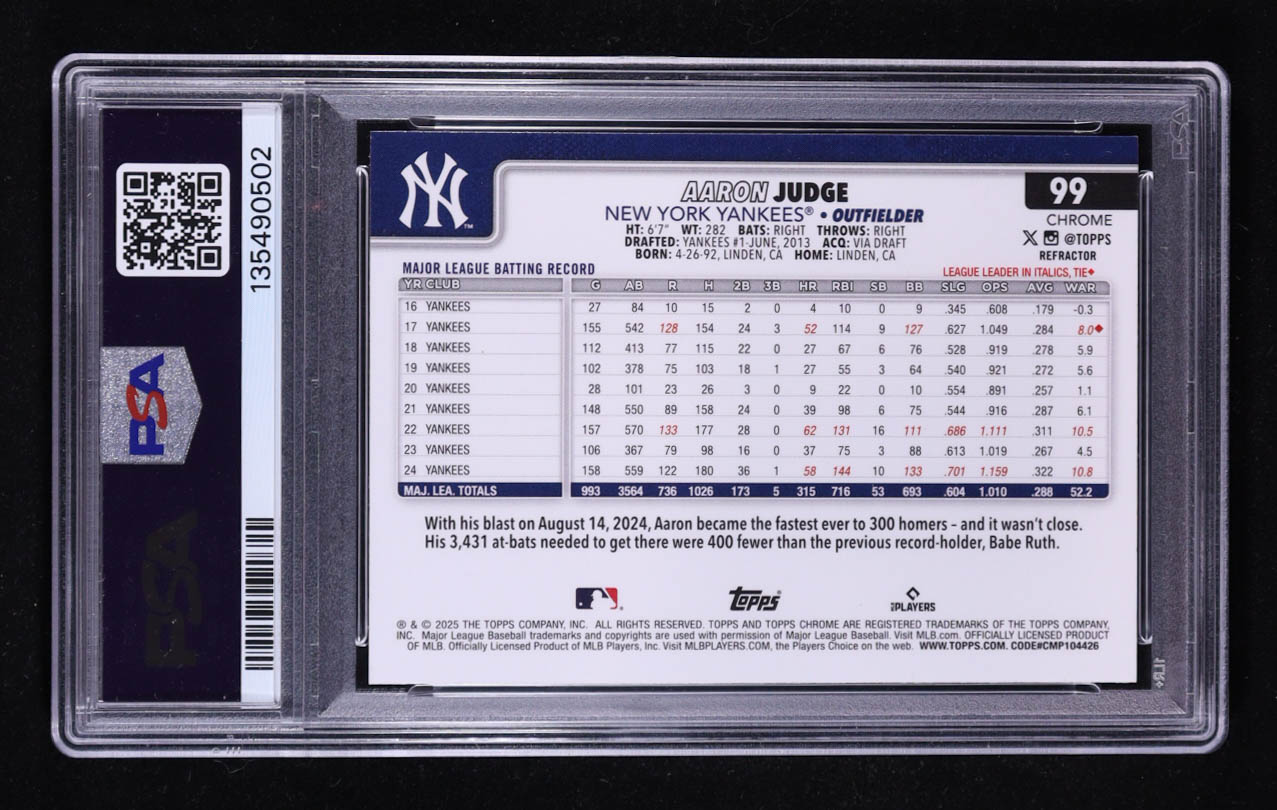 135490502
PSA
PSA
PSA
NY
TM
AARON JUDGE
NEW YORK YANKEES® • OUTFIELDER
HT: 6'7" WT: 282 BATS: RIGHT THROWS: RIGHT
DRAFTED: YANKEES #1-JUNE, 2013 ACQ: VIA DRAFT
BORN: 4-26-92, LINDEN, CA HOME: LINDEN, CA
99
CHROME
X @TOPPS
REFRACTOR
MAJOR LEAGUE BATTING RECORD
LEAGUE LEADER IN ITALICS, TIE◆
YR CLUB G AB R H 2B 3B HR RBI SB BB SLG OPS AVG WAR
16 YANKEES 27 84 10 15 2 0 4 10 0 9 .345 .608 .179 -0.3
17 YANKEES 155 542 128 154 24 3 52 114 9 127 .627 1.049 .284 8.0◆
18 YANKEES 112 413 77 115 22 0 27 67 6 76 .528 .919 .278 5.9
19 YANKEES 102 378 75 103 18 1 27 55 3 64 .540 .921 .272 5.6
20 YANKEES 28 101 23 26 3 0 9 22 0 10 .554 .891 .257 1.1
21 YANKEES 148 550 89 158 24 0 39 98 6 75 .544 .916 .287 6.1
22 YANKEES 157 570 133 177 28 0 62 131 16 111 .686 1.111 .311 10.5
23 YANKEES 106 367 79 98 16 0 37 75 3 88 .613 1.019 .267 4.5
24 YANKEES 158 559 122 180 36 1 58 144 10 133 .701 1.159 .322 10.8
MAJ. LEA. TOTALS 993 3564 736 1026 173 5 315 716 53 693 .604 1.010 .288 52.2
With his blast on August 14, 2024, Aaron became the fastest ever to 300 homers – and it wasn't close.
His 3,431 at-bats needed to get there were 400 fewer than the previous record-holder, Babe Ruth.
Topps®
MLB PLAYERS
® & © 2025 THE TOPPS COMPANY, INC. ALL RIGHTS RESERVED. TOPPS AND TOPPS CHROME ARE REGISTERED TRADEMARKS OF THE TOPPS COMPANY,
INC. Major League Baseball trademarks and copyrights are used with permission of Major League Baseball. Visit MLB.com. OFFICIALLY LICENSED PRODUCT
OF MLB. Officially Licensed Product of MLB Players, Inc. Visit MLBPLAYERS.COM, the Players Choice on the web. WWW.TOPPS.COM. CODE#CMP104426